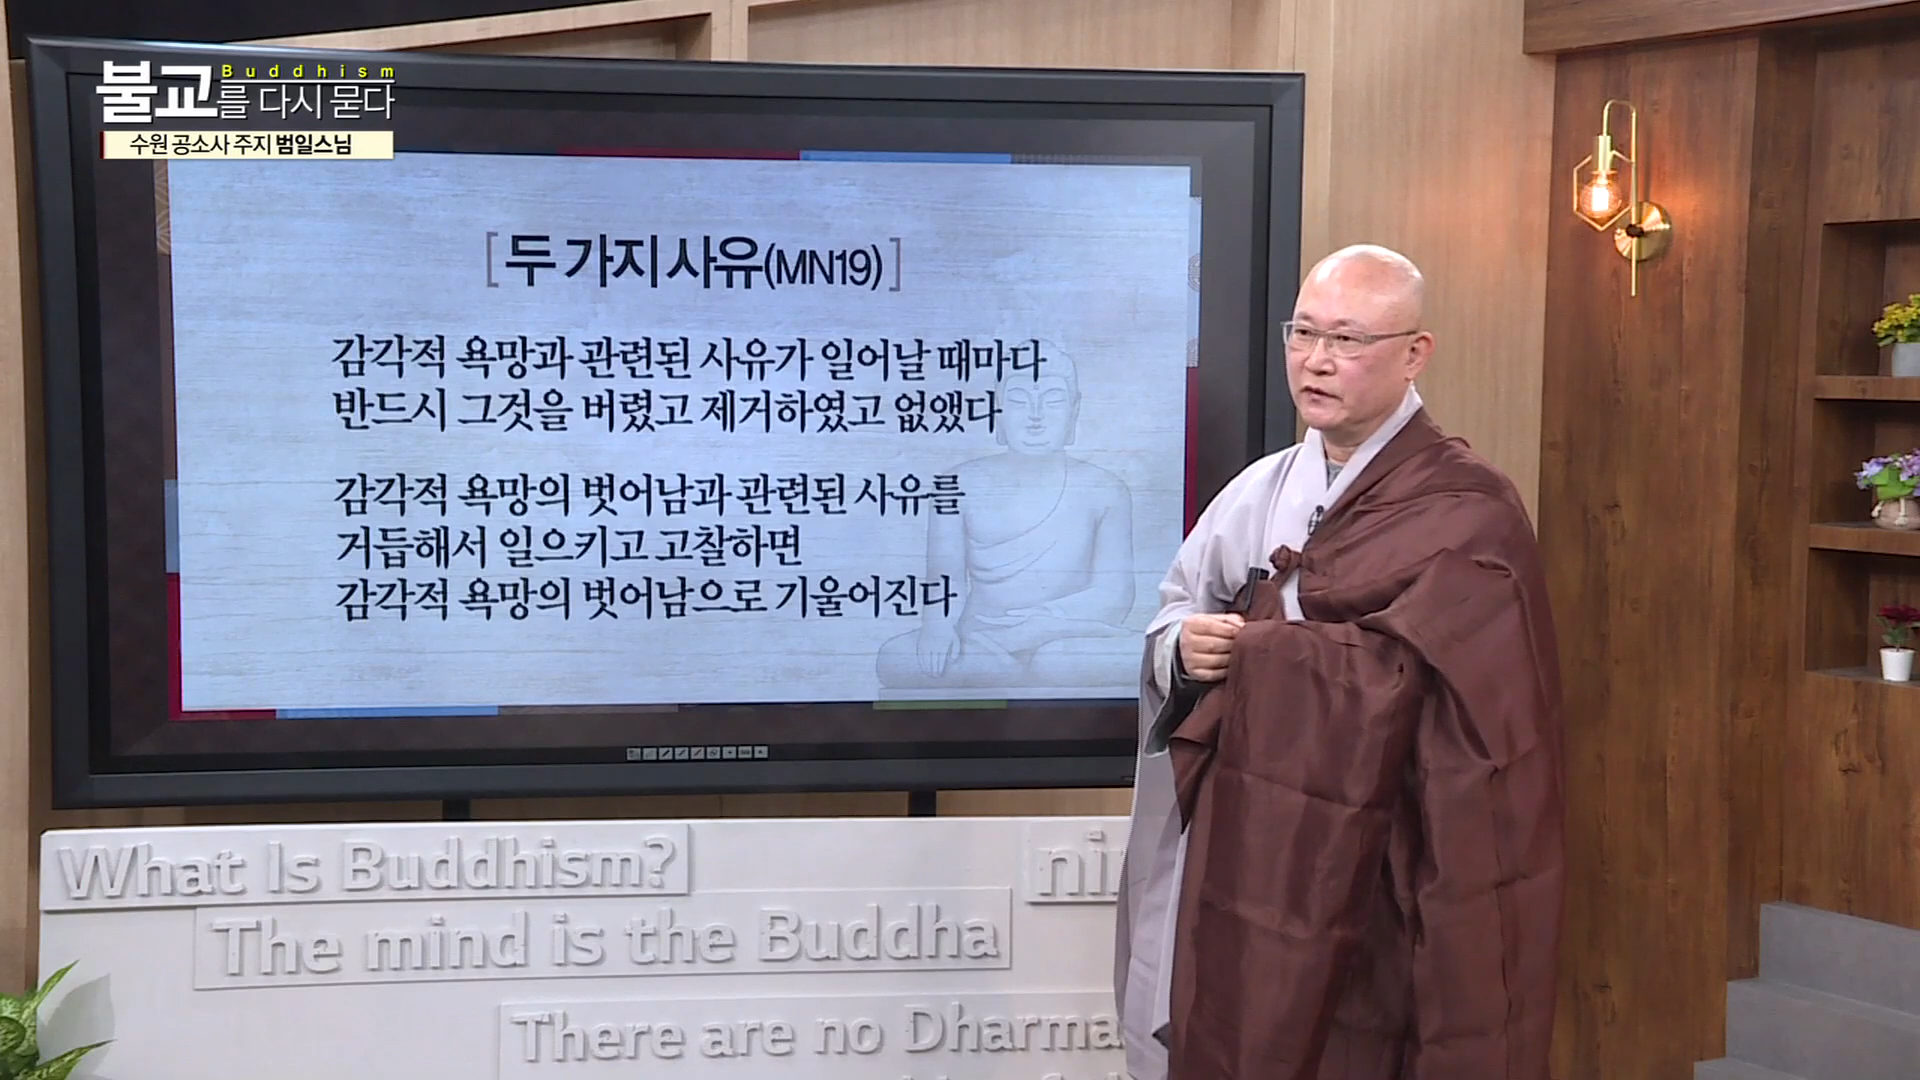 Buddhism
불교를 다시 묻다
수원 공소사 주지 범일스님
[두 가지 사유(MN19)]
감각적 욕망과 관련된 사유가 일어날 때마다
반드시 그것을 버렸고 제거하였고 없앴다
감각적 욕망의 벗어남과 관련된 사유를
거듭해서 일으키고 고찰하면
감각적 욕망의 벗어남으로 기울어진다
What Is Buddhism?
The mind is the Buddha
There are no Dharma